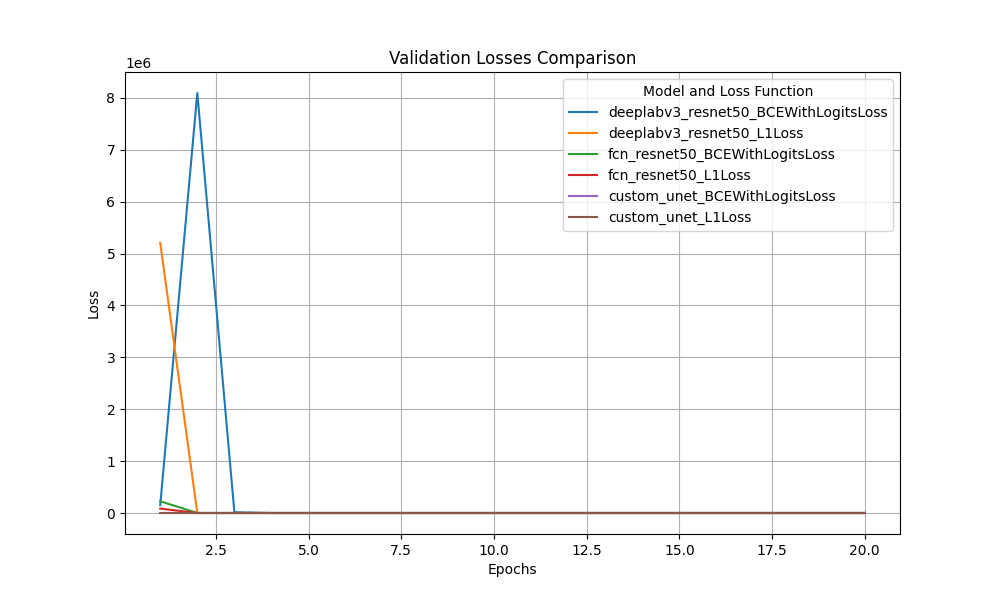 Validation Losses Comparison
1e6
8
7
6
5
4
3
2
1
0
Loss
2.5 5.0 7.5 10.0 12.5 15.0 17.5 20.0
Epochs
Model and Loss Function
deeplabv3_resnet50_BCEWithLogitsLoss
deeplabv3_resnet50_L1Loss
fcn_resnet50_BCEWithLogitsLoss
fcn_resnet50_L1Loss
custom_unet_BCEWithLogitsLoss
custom_unet_L1Loss